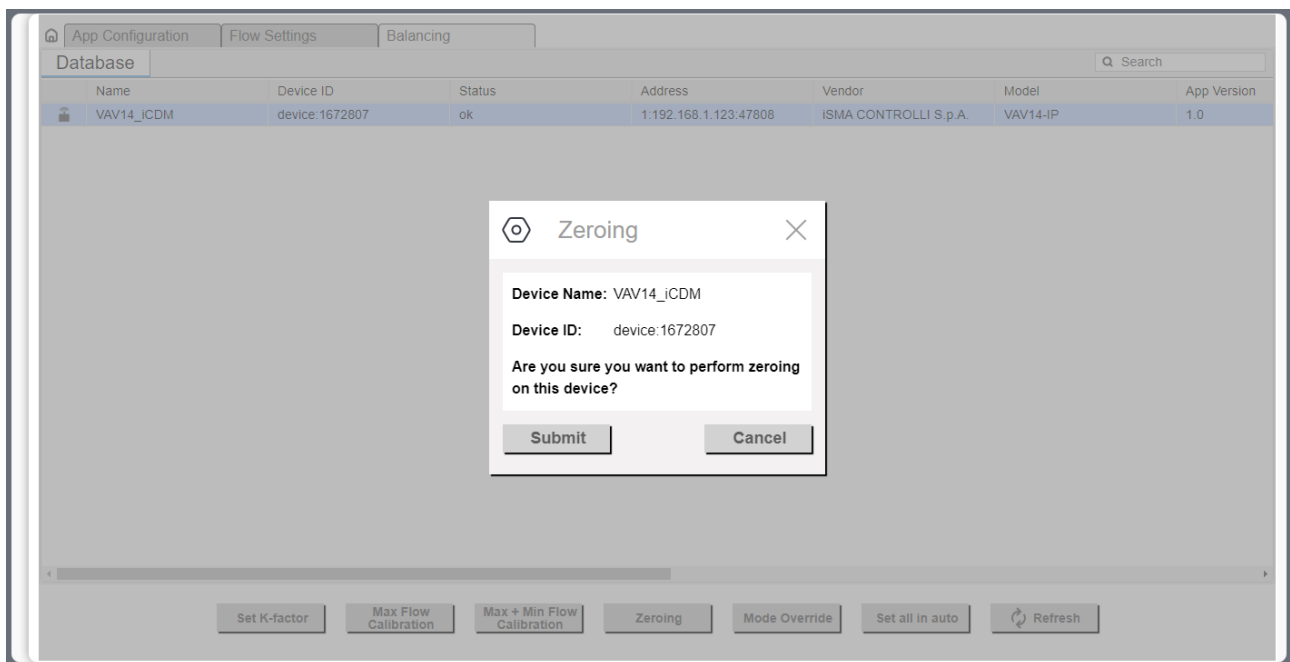 App Configuration Flow Settings Balancing
Database Search
Name Device ID Status Address Vendor Model App Version
VAV14_iCDM device:1672807 ok 1:192.168.1.123:47808 iSMA CONTROLLI S.p.A. VAV14-IP 1.0
Zeroing
Device Name: VAV14_iCDM
Device ID: device:1672807
Are you sure you want to perform zeroing
on this device?
Submit Cancel
Set K-factor Max Flow Calibration Max + Min Flow Calibration Zeroing Mode Override Set all in auto Refresh